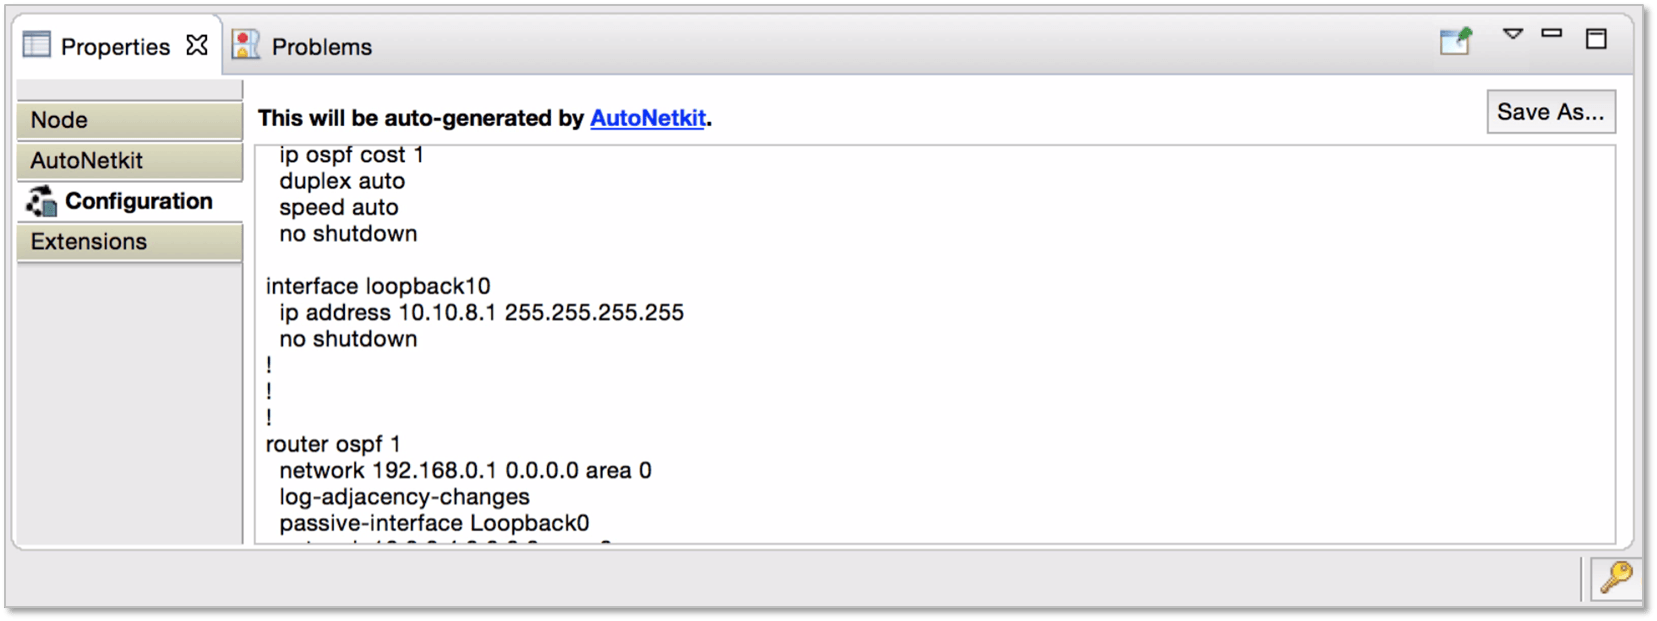 Properties
Problems
Node
AutoNetkit
Configuration
Extensions
This will be auto-generated by AutoNetkit.
Save As...
ip ospf cost 1
duplex auto
speed auto
no shutdown
interface loopback10
ip address 10.10.8.1 255.255.255.255
no shutdown
!
!
!
router ospf 1
network 192.168.0.1 0.0.0.0 area 0
log-adjacency-changes
passive-interface Loopback0